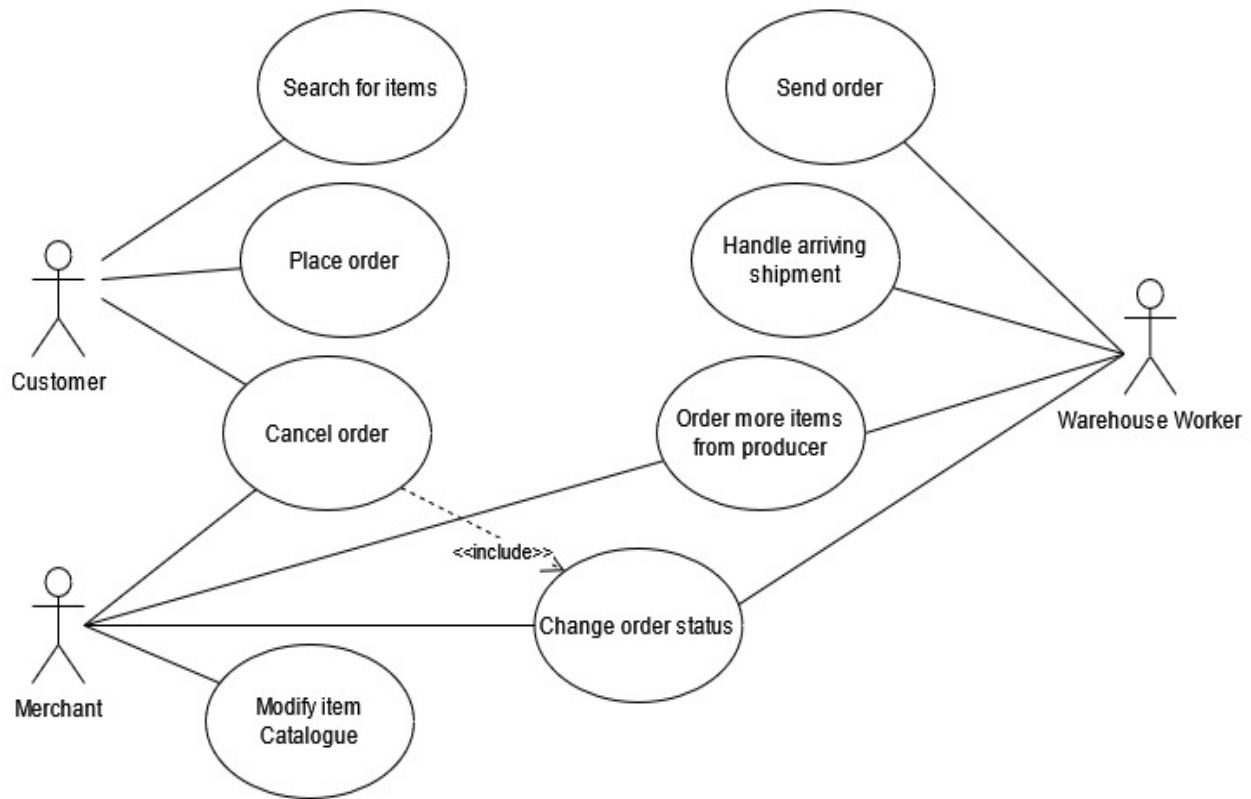 Search for items
Send order
Place order
Handle arriving
shipment
Customer
Cancel order
Order more items
from producer
Warehouse Worker
<<include>>
Change order status
Merchant
Modify item
Catalogue